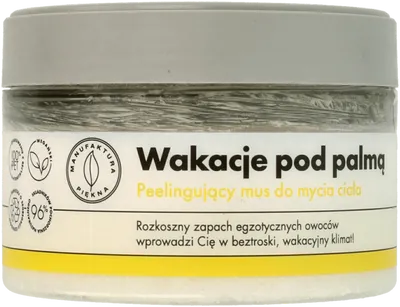 MANUFAKTURA
PIĘKNA
96%
Wakacje pod palmą
Peelingujący mus do mycia ciała
Rozkoszny zapach egzotycznych owoców
wprowadzi Cię w beztroski, wakacyjny klimat!